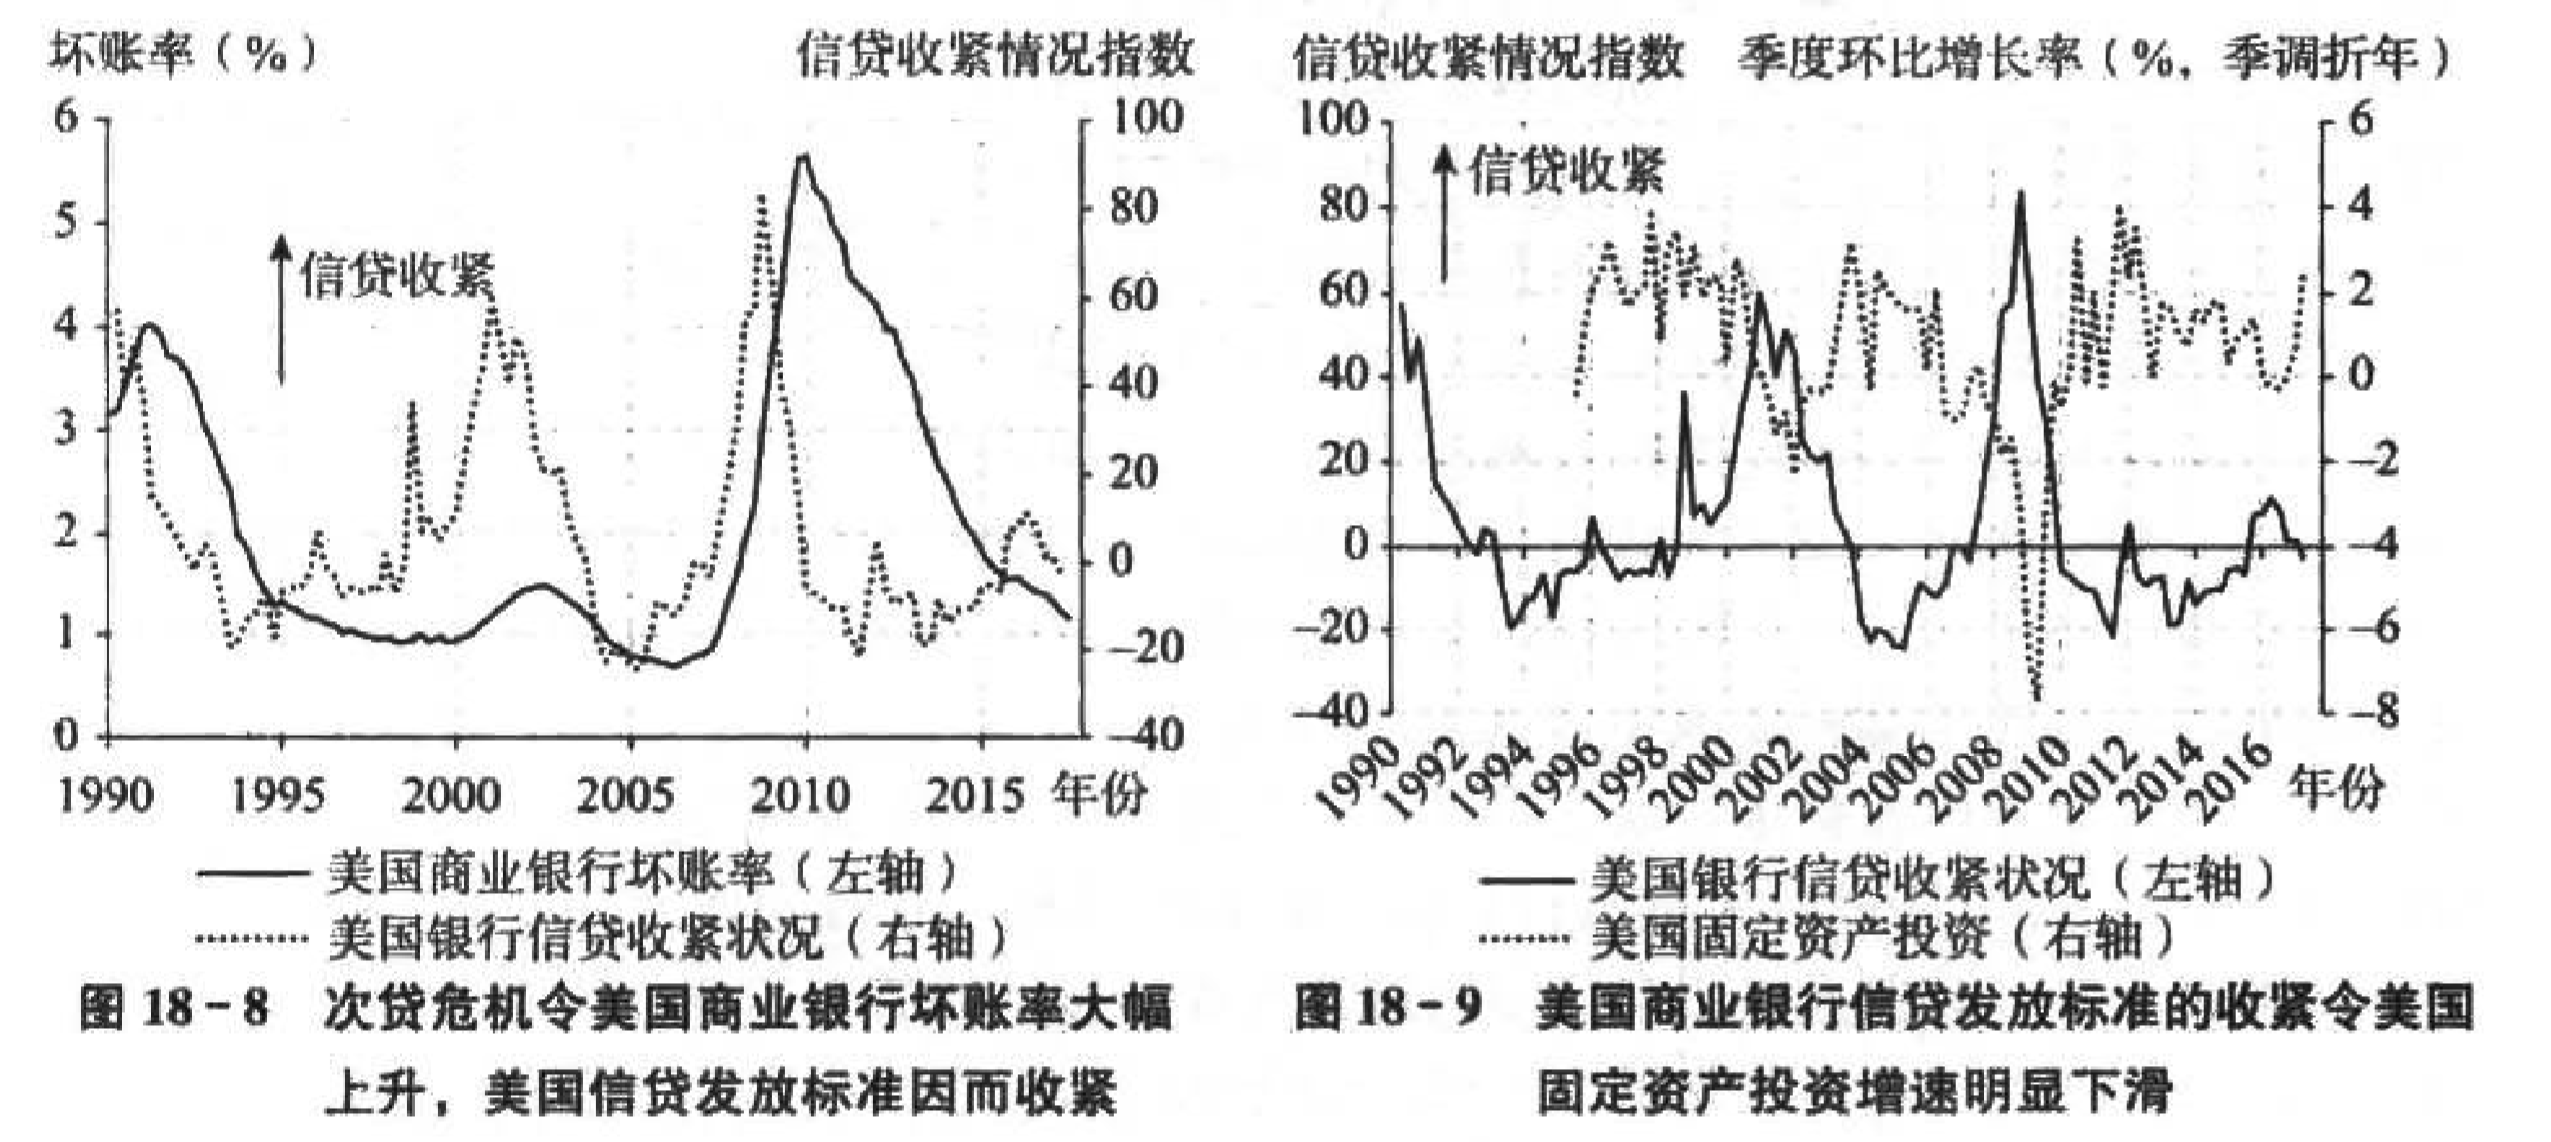 坏账率（%）
信贷收紧情况指数
6
5
4
3
2
1
0
100
80
60
40
20
0
–20
–40
信贷收紧
1990 1995 2000 2005 2010 2015 年份
美国商业银行坏账率（左轴）
美国银行信贷收紧状况（右轴）
图 18－8 次贷危机令美国商业银行坏账率大幅
上升，美国信贷发放标准因而收紧
信贷收紧情况指数
季度环比增长率（%，季调折年）
100
80
60
40
20
0
–20
–40
6
4
2
0
–2
–4
–6
–8
信贷收紧
1990 1992 1994 1996 1998 2000 2002 2004 2006 2008 2010 2012 2014 2016 年份
美国银行信贷收紧状况（左轴）
美国固定资产投资（右轴）
图 18－9 美国商业银行信贷发放标准的收紧令美国
固定资产投资增速明显下滑